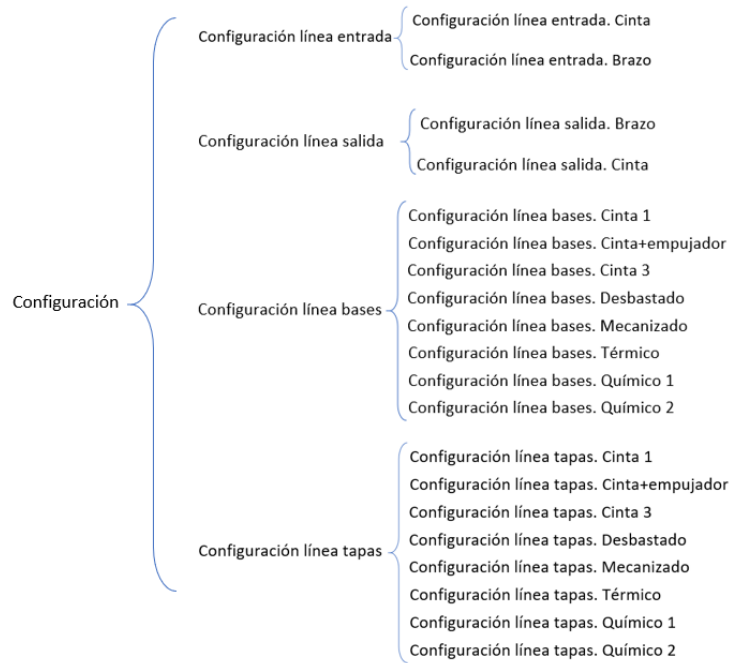 Configuración
Configuración línea entrada
Configuración línea entrada. Cinta
Configuración línea entrada. Brazo
Configuración línea salida
Configuración línea salida. Brazo
Configuración línea salida. Cinta
Configuración línea bases
Configuración línea bases. Cinta 1
Configuración línea bases. Cinta+empujador
Configuración línea bases. Cinta 3
Configuración línea bases. Desbastado
Configuración línea bases. Mecanizado
Configuración línea bases. Térmico
Configuración línea bases. Químico 1
Configuración línea bases. Químico 2
Configuración línea tapas
Configuración línea tapas. Cinta 1
Configuración línea tapas. Cinta+empujador
Configuración línea tapas. Cinta 3
Configuración línea tapas. Desbastado
Configuración línea tapas. Mecanizado
Configuración línea tapas. Térmico
Configuración línea tapas. Químico 1
Configuración línea tapas. Químico 2